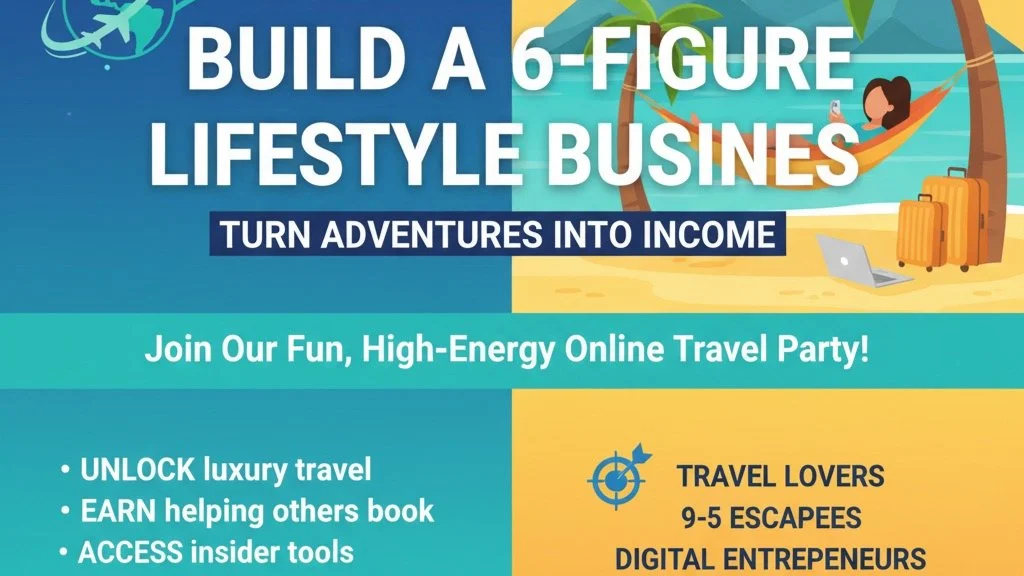 BUILD A 6-FIGURE
LIFESTYLE BUSINES
TURN ADVENTURES INTO INCOME
Join Our Fun, High-Energy Online Travel Party!
• UNLOCK luxury travel
• EARN helping others book
• ACCESS insider tools
TRAVEL LOVERS
9-5 ESCAPEES
DIGITAL ENTREPENEURS